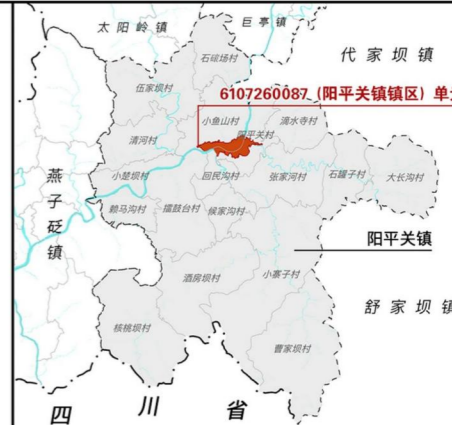 太阳岭镇
巨亭镇
代家坝镇
石硖场村
伍家坝村
6107260087（阳平关镇镇区）单
小鱼山村
滴水寺村
清河村
阳平关村
燕子砭镇
小楚坝村
回民沟村
张家河村
石罐子村
大长沟村
赖马沟村
擂鼓台村
侯家沟村
阳平关镇
酒房坝村
小寨子村
舒家坝镇
核桃坝村
曹家坝村
四川省